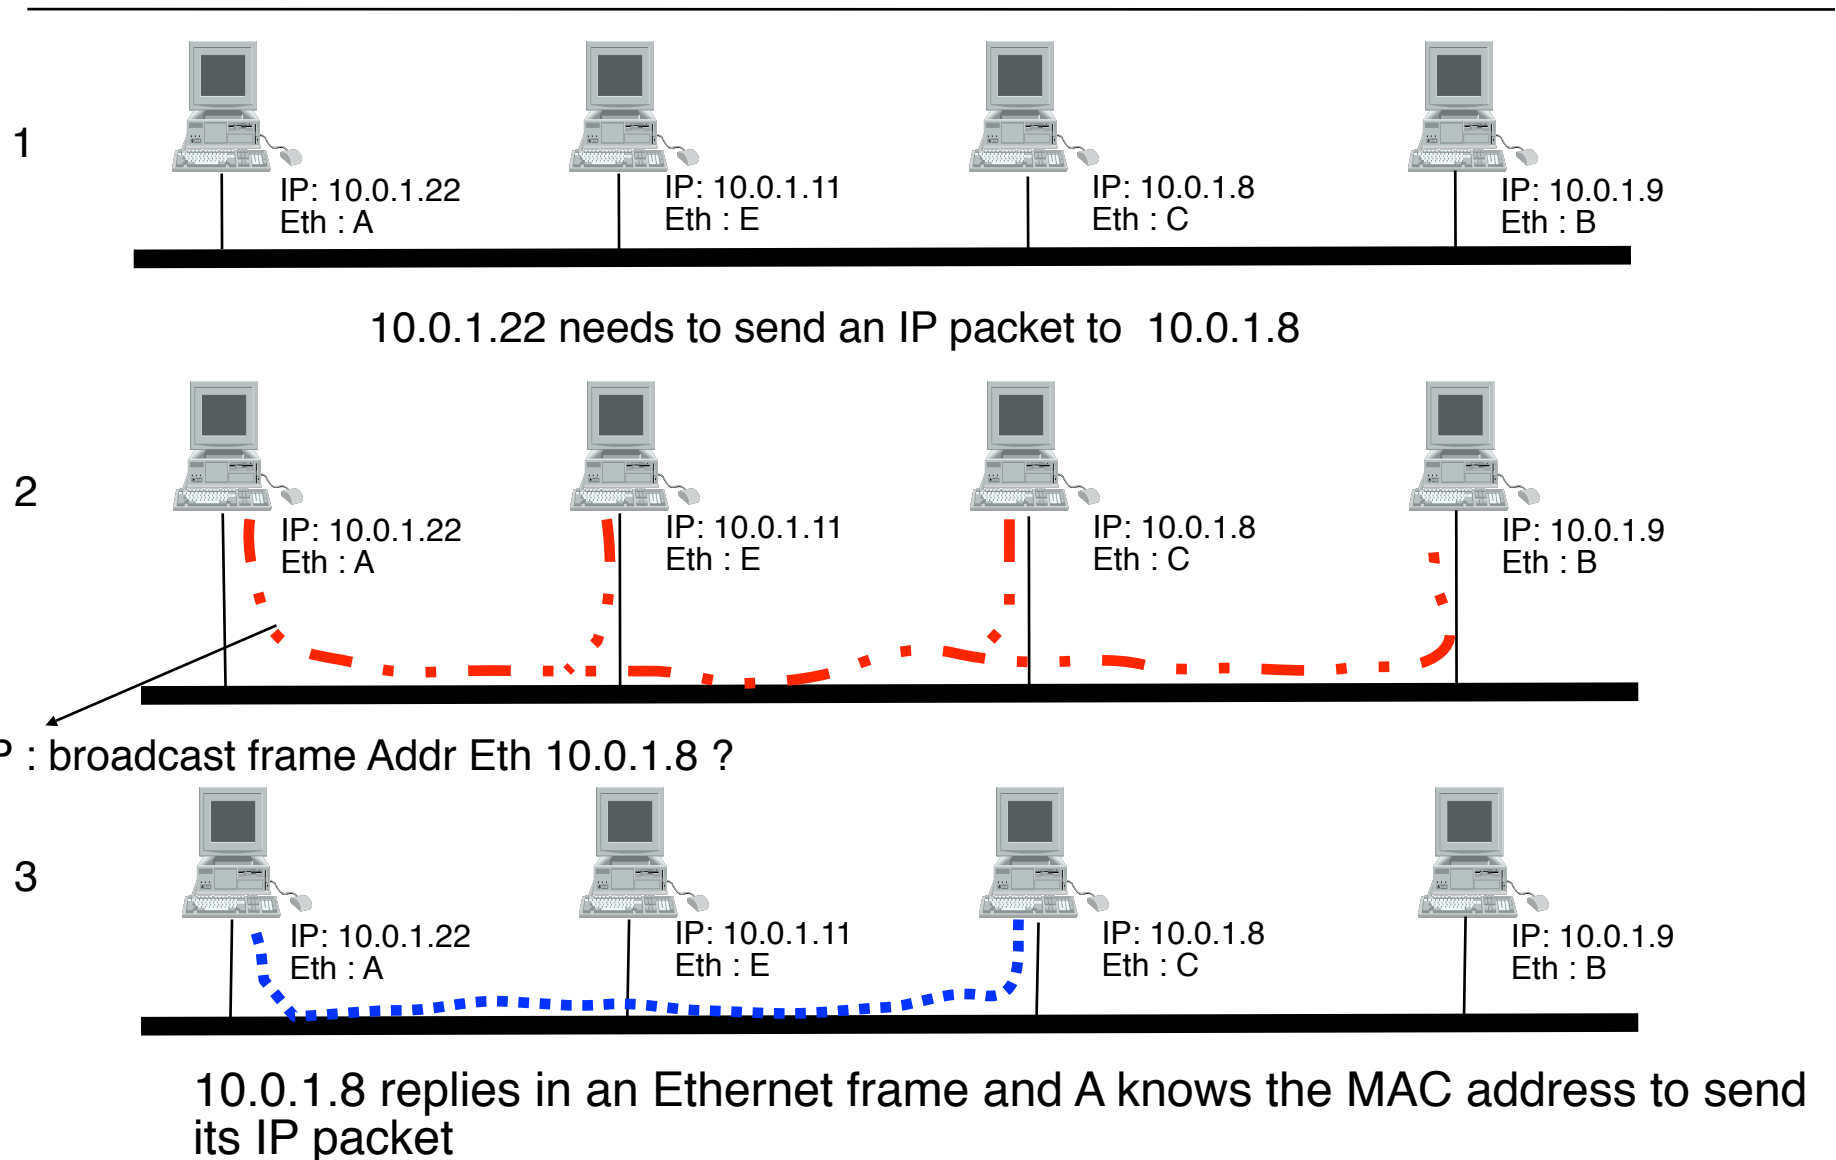 1
IP: 10.0.1.22
Eth : A
IP: 10.0.1.11
Eth : E
IP: 10.0.1.8
Eth : C
IP: 10.0.1.9
Eth : B
10.0.1.22 needs to send an IP packet to 10.0.1.8
2
IP: 10.0.1.22
Eth : A
IP: 10.0.1.11
Eth : E
IP: 10.0.1.8
Eth : C
IP: 10.0.1.9
Eth : B
P : broadcast frame Addr Eth 10.0.1.8 ?
3
IP: 10.0.1.22
Eth : A
IP: 10.0.1.11
Eth : E
IP: 10.0.1.8
Eth : C
IP: 10.0.1.9
Eth : B
10.0.1.8 replies in an Ethernet frame and A knows the MAC address to send
its IP packet